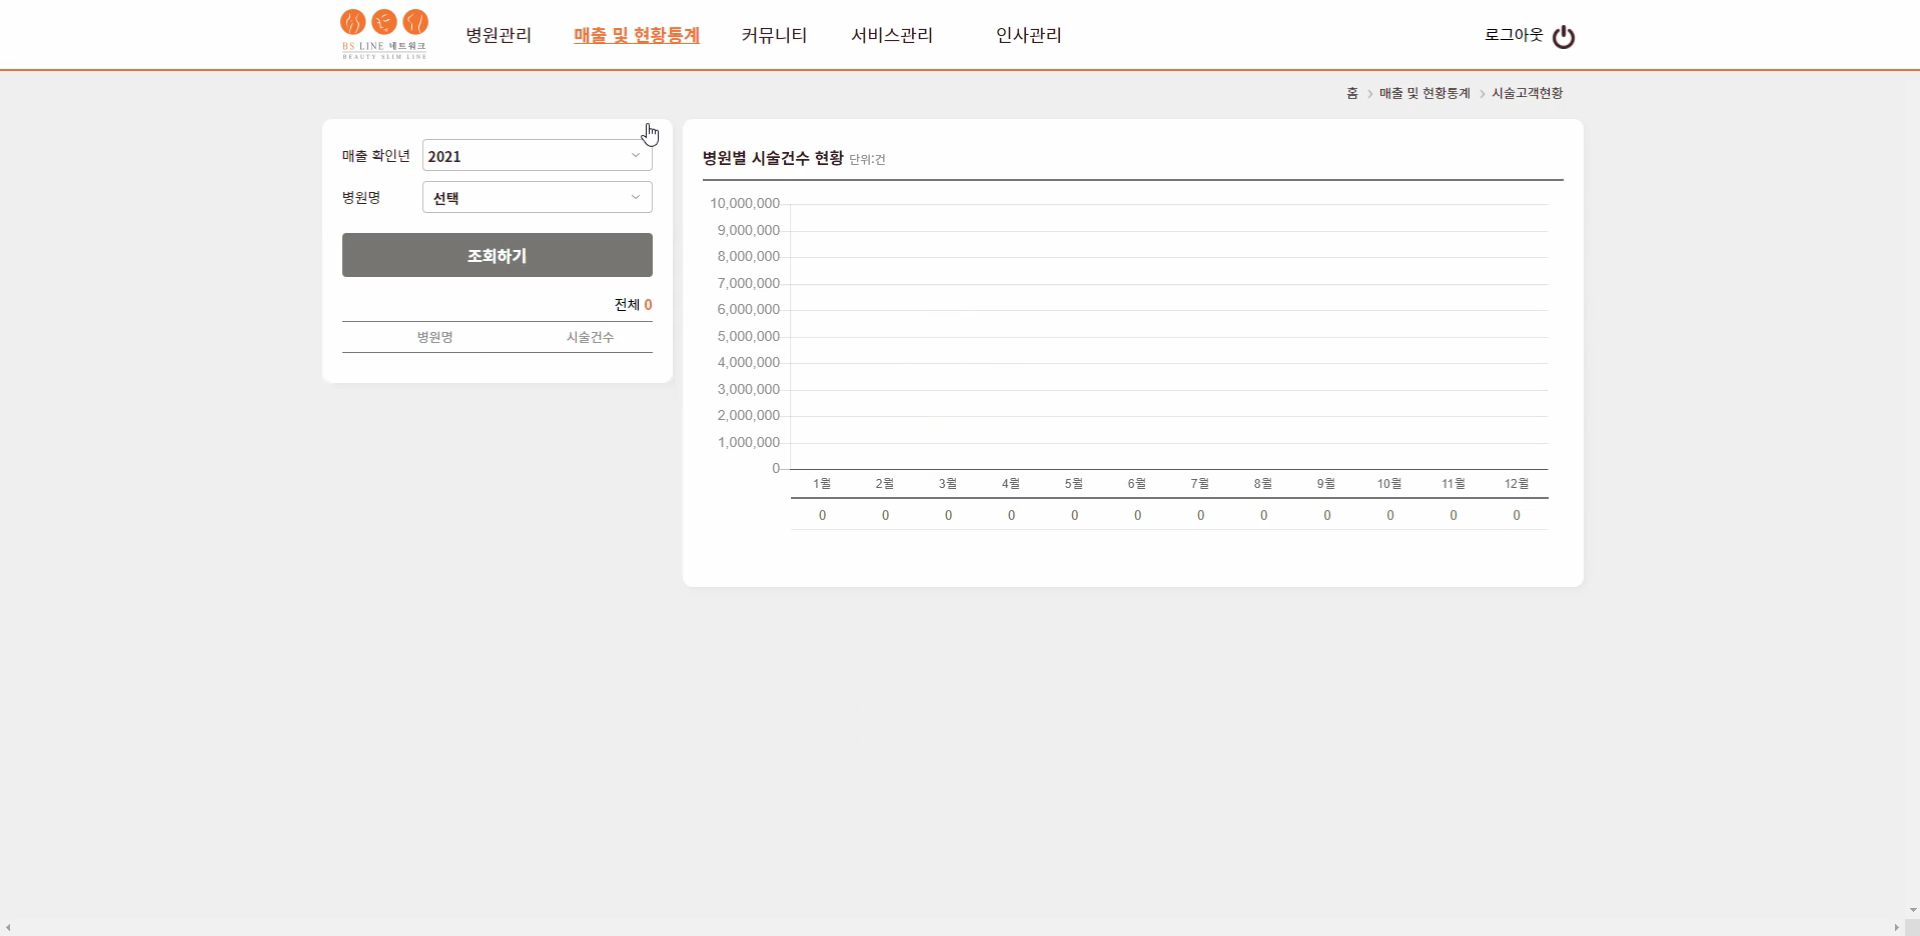 BS LINE 네트워크
BEAUTY SLIM LINE
병원관리
매출 및 현황통계
커뮤니티
서비스관리
인사관리
로그아웃
홈 > 매출 및 현황통계 > 시술고객현황
매출 확인년 2021
병원명 선택
조회하기
전체 0
병원명 시술건수
병원별 시술건수 현황 단위:건
10,000,000
9,000,000
8,000,000
7,000,000
6,000,000
5,000,000
4,000,000
3,000,000
2,000,000
1,000,000
0
1월 2월 3월 4월 5월 6월 7월 8월 9월 10월 11월 12월
0 0 0 0 0 0 0 0 0 0 0 0